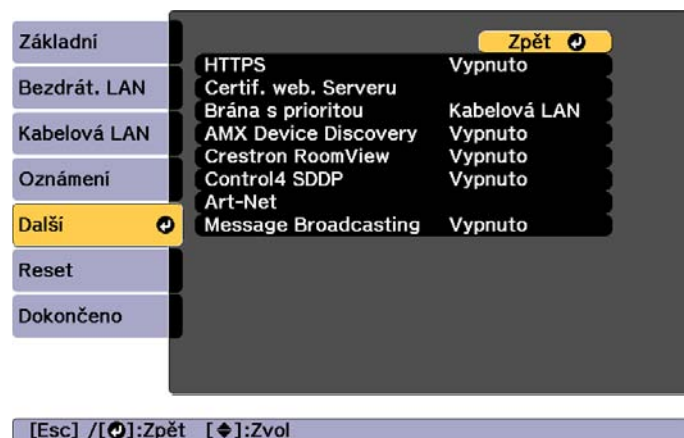 Základní
Bezdrát. LAN
Kabelová LAN
Oznámení
Další
Reset
Dokončeno
Zpět
HTTPS Vypnuto
Certif. web. Serveru
Brána s prioritou Kabelová LAN
AMX Device Discovery Vypnuto
Crestron RoomView Vypnuto
Control4 SDDP Vypnuto
Art-Net
Message Broadcasting Vypnuto
[Esc] /[⏎]:Zpět [◆]:Zvol